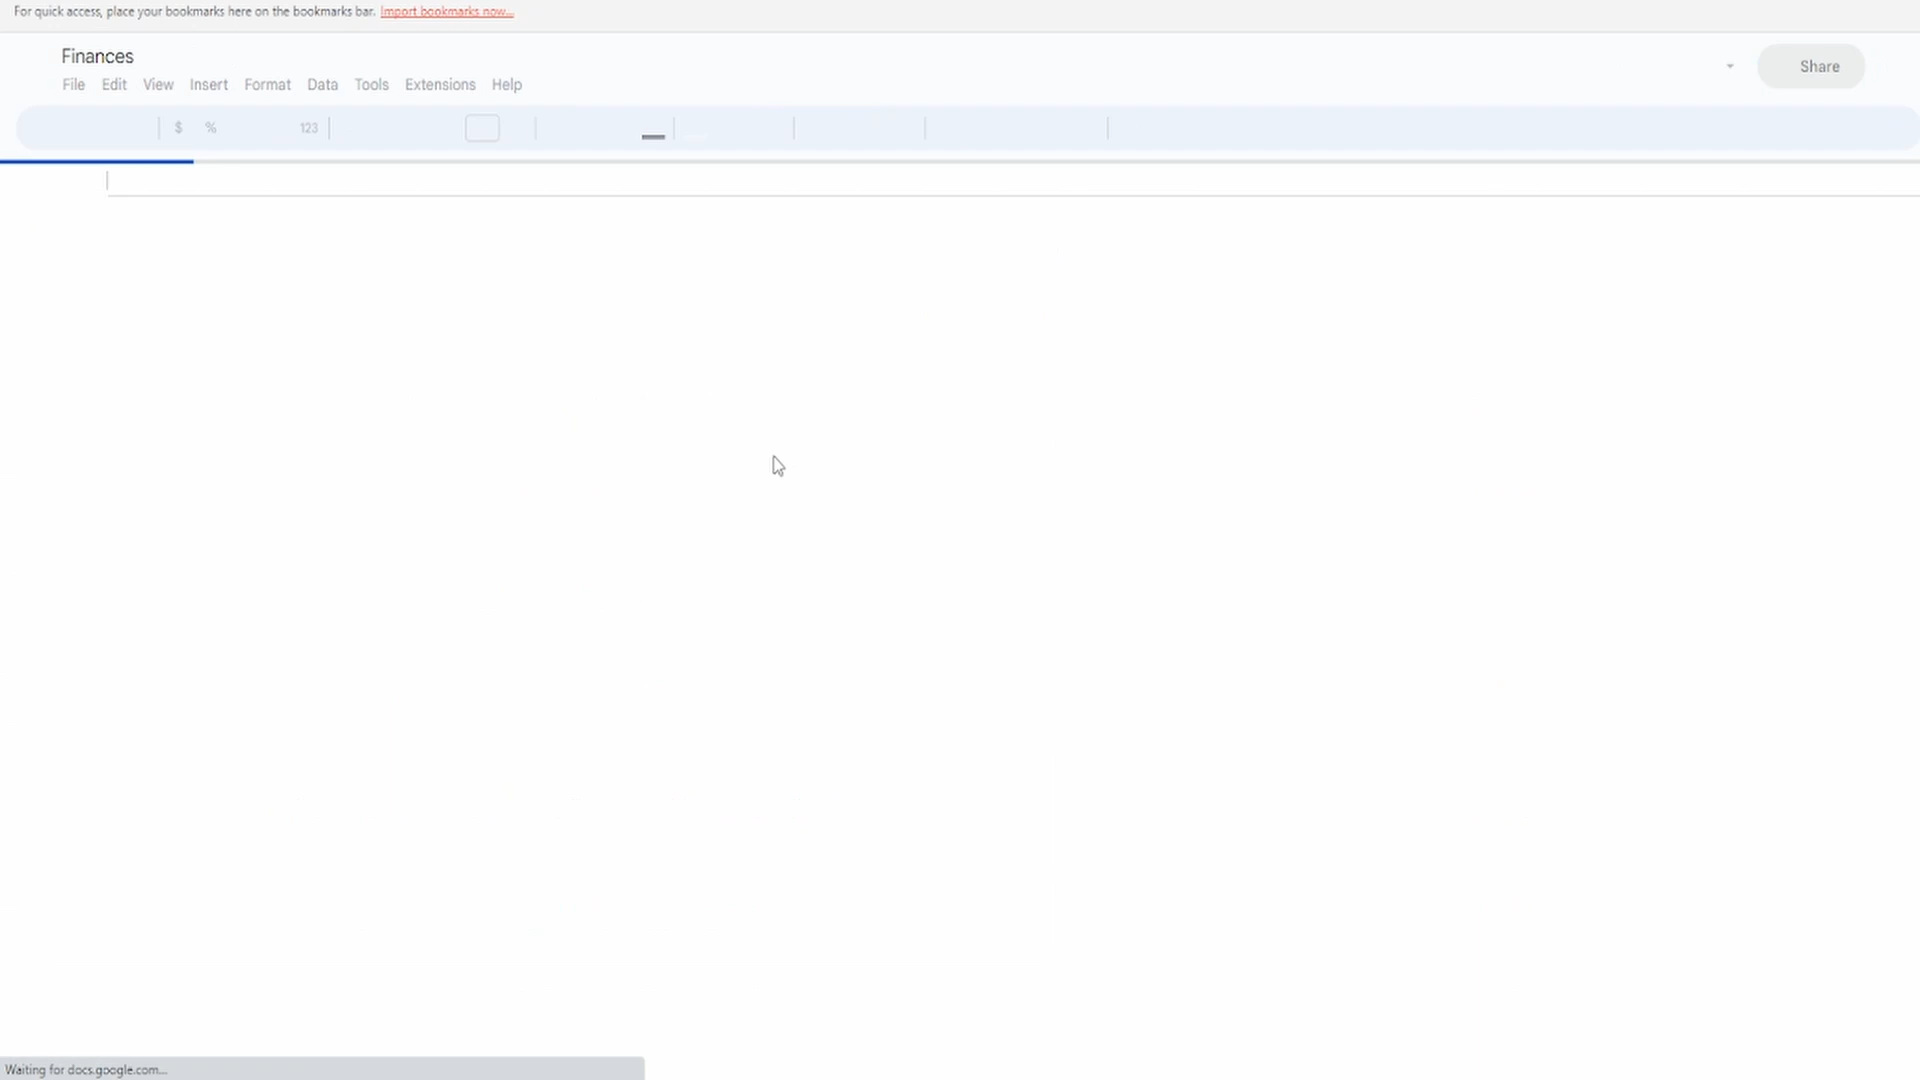 For quick access, place your bookmarks here on the bookmarks bar. Import bookmarks now...
Finances
File Edit View Insert Format Data Tools Extensions Help
Share
$ % 123
Waiting for docs.google.com...